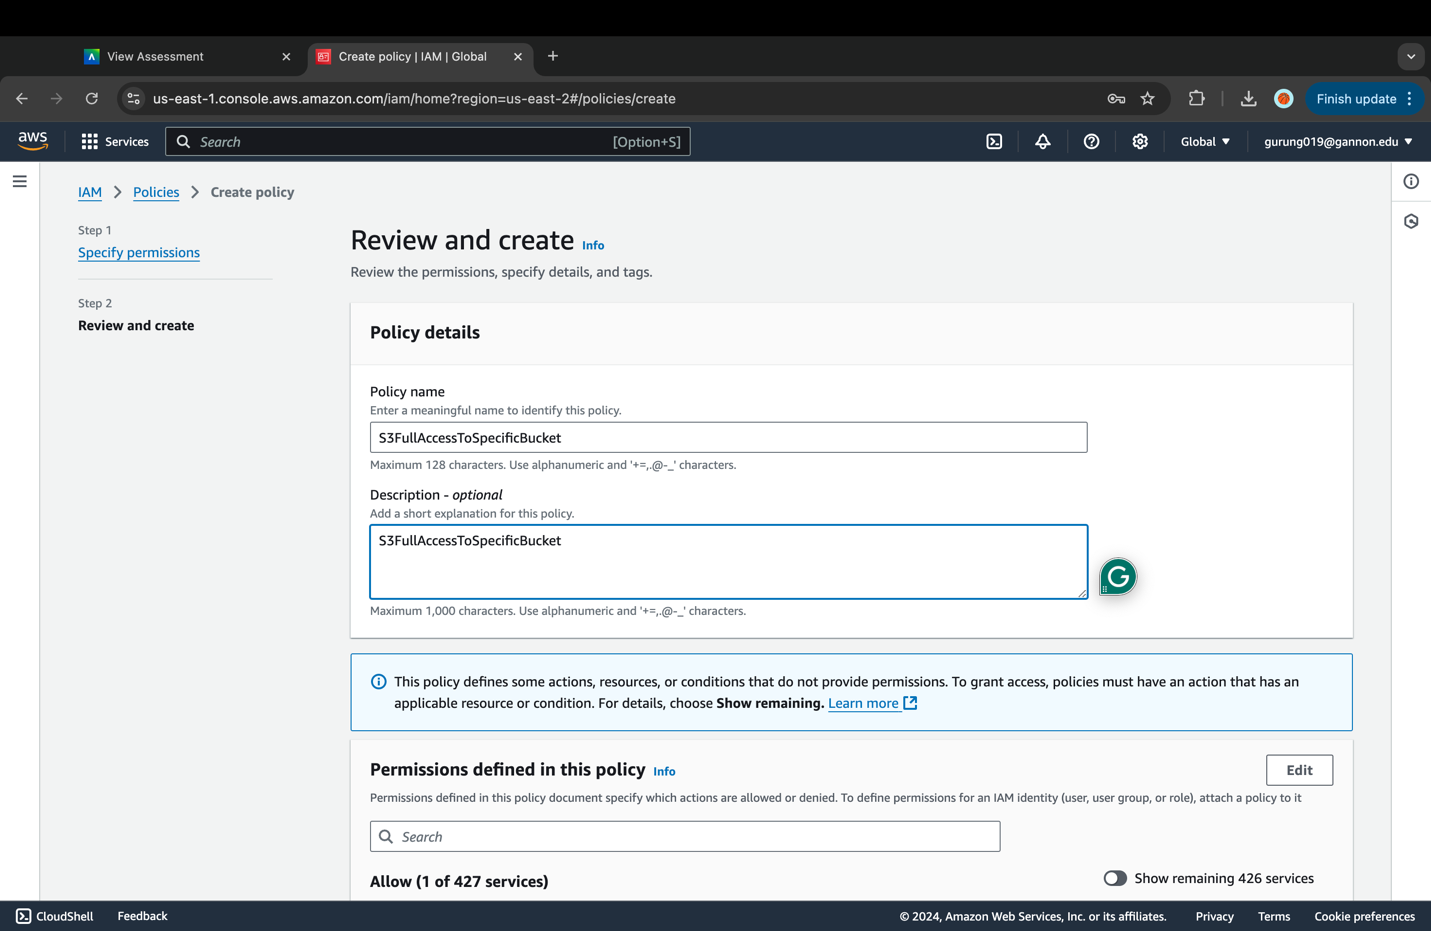 View Assessment
Create policy | IAM | Global
us-east-1.console.aws.amazon.com/iam/home?region=us-east-2#/policies/create
Finish update
aws
Services
Search
[Option+S]
Global
gurung019@gannon.edu
IAM > Policies > Create policy
Step 1
Specify permissions
Step 2
Review and create
Review and create Info
Review the permissions, specify details, and tags.
Policy details
Policy name
Enter a meaningful name to identify this policy.
S3FullAccessToSpecificBucket
Maximum 128 characters. Use alphanumeric and '+=,.@-_' characters.
Description - optional
Add a short explanation for this policy.
S3FullAccessToSpecificBucket
Maximum 1,000 characters. Use alphanumeric and '+=,.@-_' characters.
This policy defines some actions, resources, or conditions that do not provide permissions. To grant access, policies must have an action that has an
applicable resource or condition. For details, choose Show remaining. Learn more
Permissions defined in this policy Info
Edit
Permissions defined in this policy document specify which actions are allowed or denied. To define permissions for an IAM identity (user, user group, or role), attach a policy to it
Search
Allow (1 of 427 services)
Show remaining 426 services
CloudShell
Feedback
© 2024, Amazon Web Services, Inc. or its affiliates.
Privacy
Terms
Cookie preferences